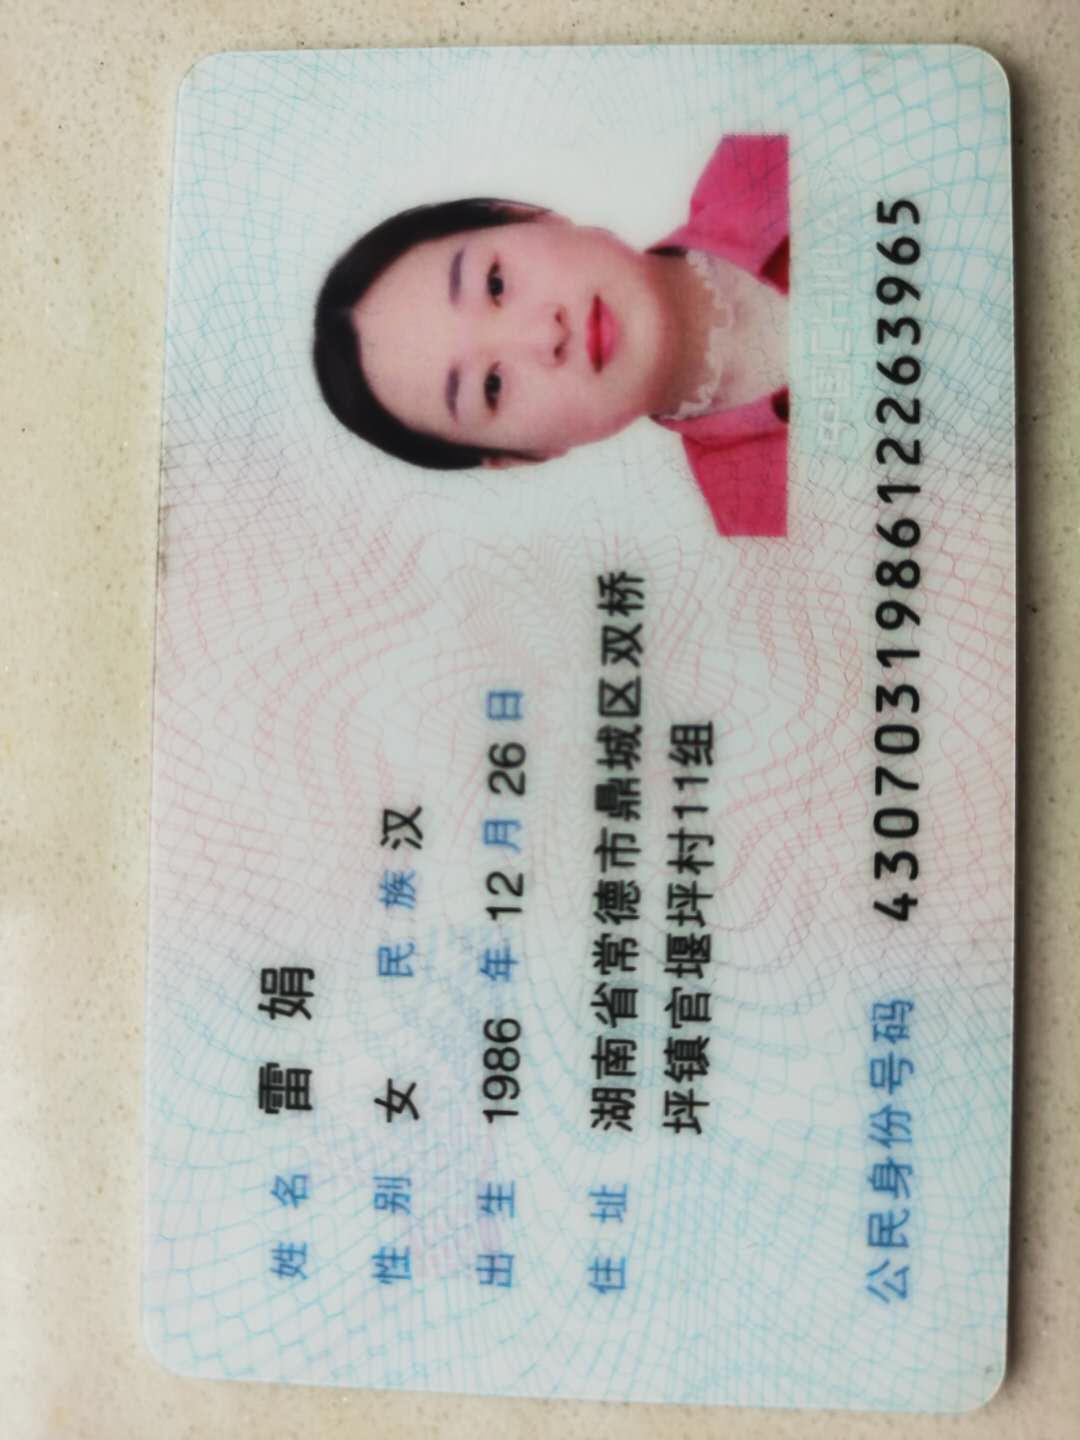 姓名 雷娟
性别 女 民族 汉
出生 1986 年 12 月 26 日
住址 湖南省常德市鼎城区双桥
坪镇官堰坪村11组
公民身份号码 430703198612263965